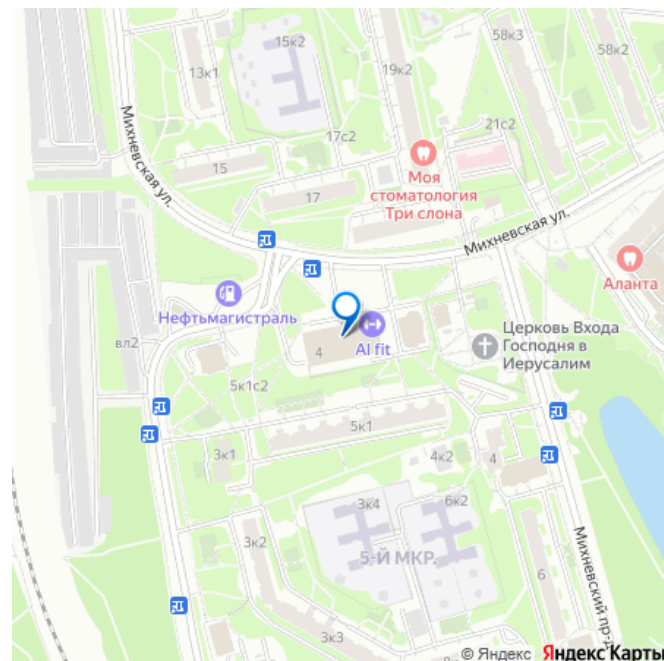 58к3
15к2
58к2
19к2
13к1
21с2
17с2
Михневская ул.
Моя
стоматология
Три слона
15
17
Михневская ул.
Аланта
Нефтьмагистраль
Церковь Входа
Господня в
Иерусалим
вл2
4
AI fit
5к1с2
5к1
3к1
4к2
4
3к4
6к2
3к2
5-Й МКР.
6
Михневский пр-д
3к3
© Яндекс Яндекс Карты